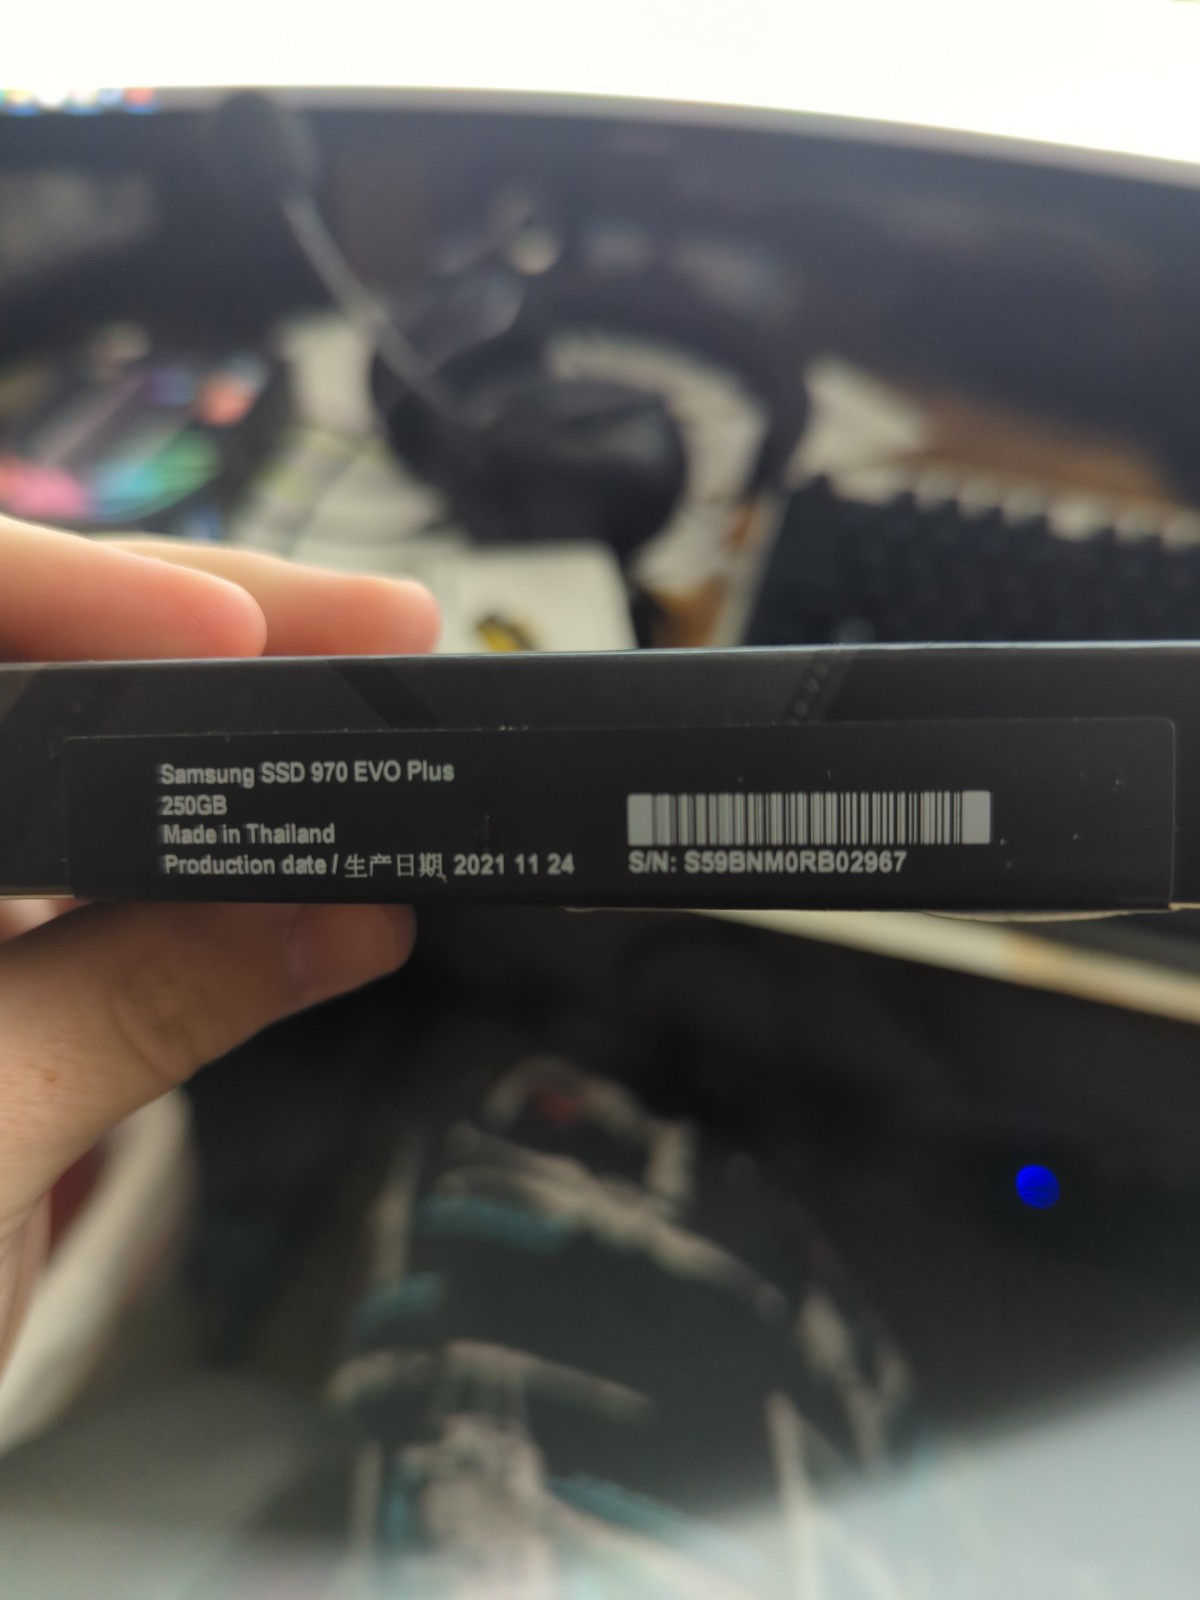 Samsung SSD 970 EVO Plus
250GB
Made in Thailand
Production date / 生产日期 2021 11 24
S/N: S59BNM0RB02967